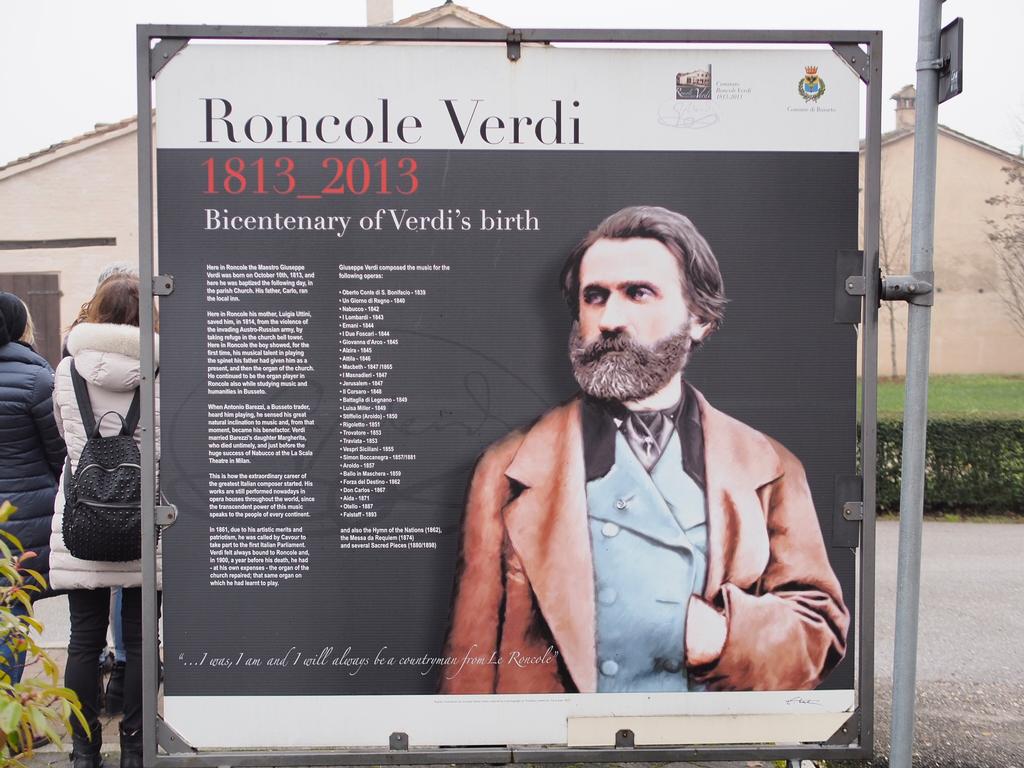 Roncole Verdi
1813_2013
Bicentenary of Verdi's birth
Comitato
Roncole Verdi
1813-2013
Comune di Busseto
Here in Roncole the Maestro Giuseppe
Verdi was born on October 10th, 1813, and
here he was baptized the following day, in
the parish Church. His father, Carlo, ran
the local inn.
Here in Roncole his mother, Luigia Uttini,
saved him, in 1814, from the violence of
the invading Austro-Russian army, by
taking refuge in the church bell tower.
Here in Roncole the boy showed, for the
first time, his musical talent in playing
the spinet his father had given him as a
present, and then the organ of the church.
He continued to be the organ player in
Roncole also while studying music and
humanities in Busseto.
When Antonio Barezzi, a Busseto trader,
heard him playing, he sensed his great
natural inclination to music and, from that
moment, became his benefactor. Verdi
married Barezzi's daughter Margherita,
who died untimely, and just before the
huge success of Nabucco at the La Scala
Theatre in Milan.
This is how the extraordinary career of
the greatest Italian composer started. His
works are still performed nowadays in
opera houses throughout the world, since
the transcendent power of this music
speaks to the people of every continent.
In 1861, due to his artistic merits and
patriotism, he was called by Cavour to
take part to the first Italian Parliament.
Verdi felt always bound to Roncole and,
in 1900, a year before his death, he had
- at his own expenses - the organ of the
church repaired; that same organ on
which he had learnt to play.
Giuseppe Verdi composed the music for the
following operas:
• Oberto Conte di S. Bonifacio - 1839
• Un Giorno di Regno - 1840
• Nabucco - 1842
• I Lombardi - 1843
• Ernani - 1844
• I Due Foscari - 1844
• Giovanna d'Arco - 1845
• Alzira - 1845
• Attila - 1846
• Macbeth - 1847 /1865
• I Masnadieri - 1847
• Jerusalem - 1847
• Il Corsaro - 1848
• Battaglia di Legnano - 1849
• Luisa Miller - 1849
• Stiffelio (Aroldo) - 1850
• Rigoletto - 1851
• Trovatore - 1853
• Traviata - 1853
• Vespri Siciliani - 1855
• Simon Boccanegra - 1857/1881
• Aroldo - 1857
• Ballo in Maschera - 1859
• Forza del Destino - 1862
• Don Carlos - 1867
• Aida - 1871
• Otello - 1887
• Falstaff - 1893
and also the Hymn of the Nations (1862),
the Messa da Requiem (1874)
and several Sacred Pieces (1880/1898)
"...I was, I am and I will always be a countryman from Le Roncole"